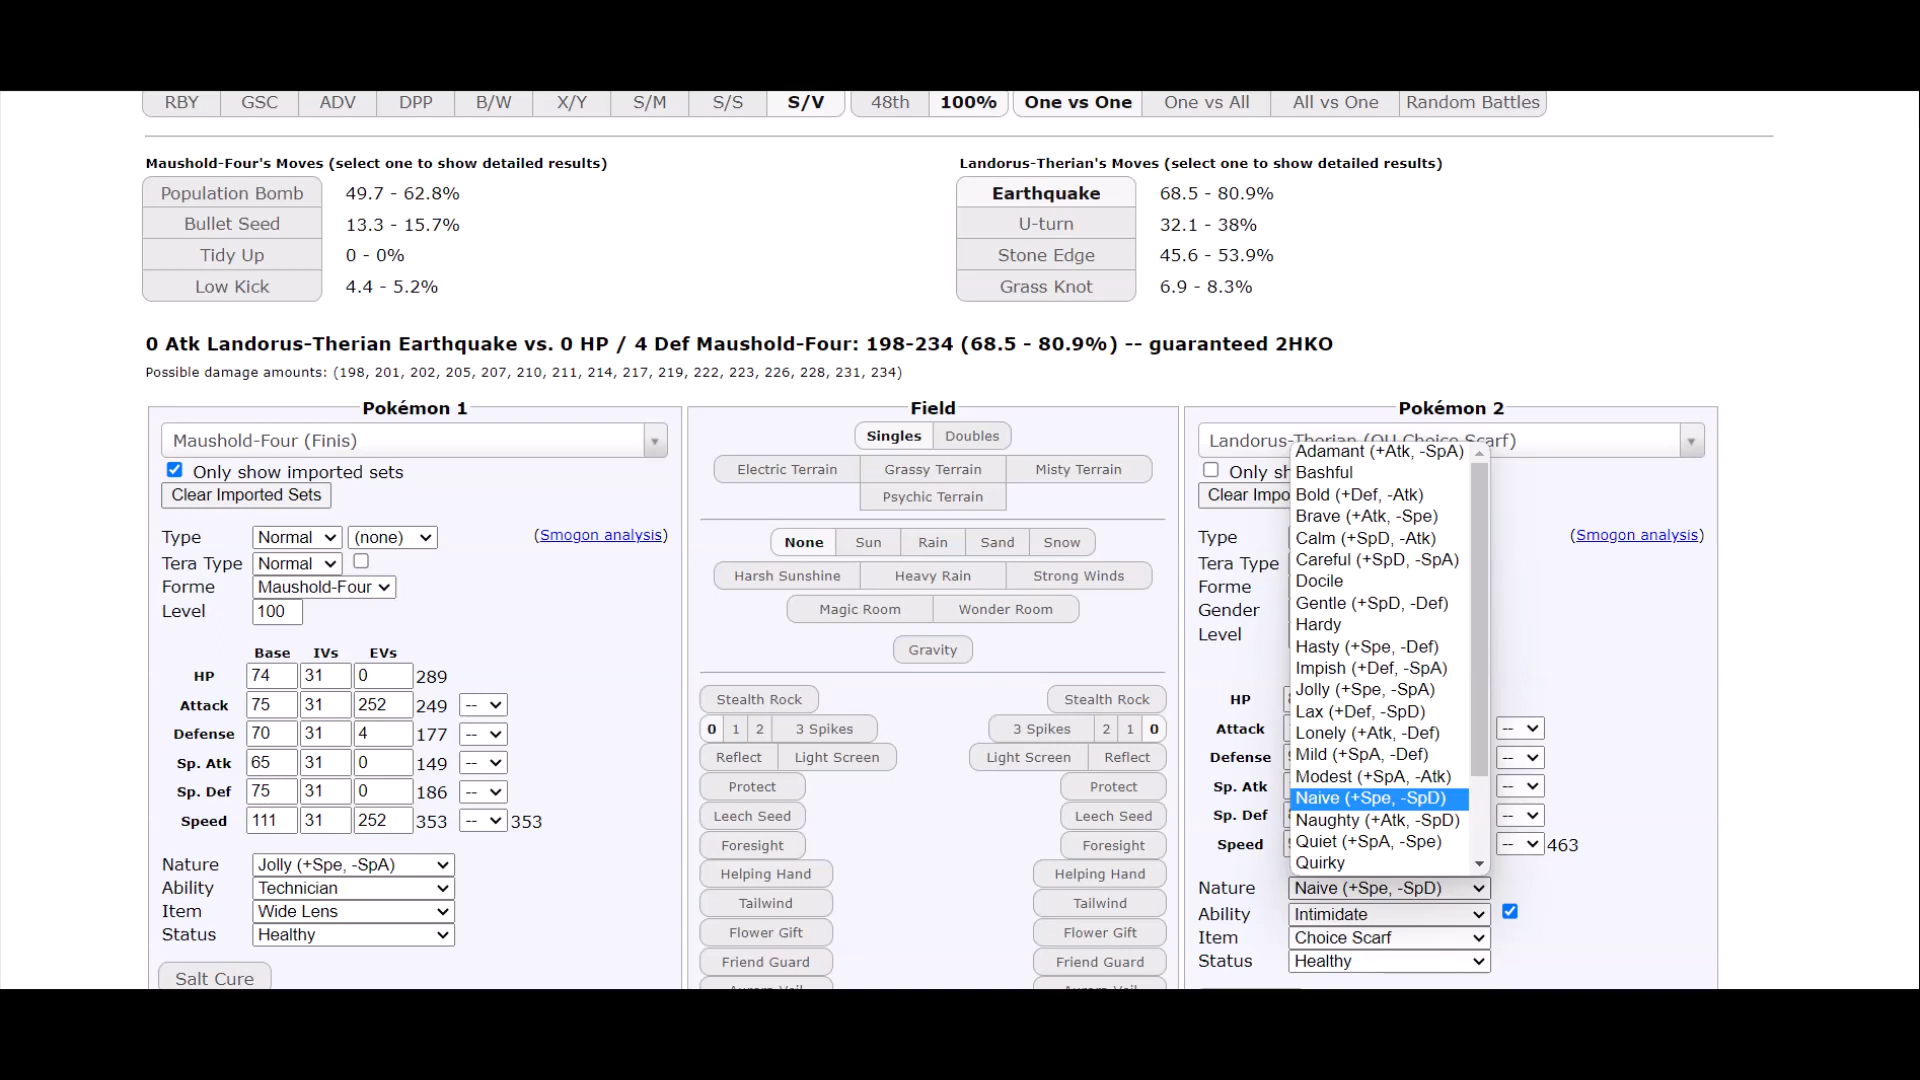 RBY GSC ADV DPP B/W X/Y S/M S/S S/V 48th 100% One vs One One vs All All vs One Random Battles
Maushold-Four's Moves (select one to show detailed results)
Population Bomb 49.7 - 62.8%
Bullet Seed 13.3 - 15.7%
Tidy Up 0 - 0%
Low Kick 4.4 - 5.2%
Landorus-Therian's Moves (select one to show detailed results)
Earthquake 68.5 - 80.9%
U-turn 32.1 - 38%
Stone Edge 45.6 - 53.9%
Grass Knot 6.9 - 8.3%
0 Atk Landorus-Therian Earthquake vs. 0 HP / 4 Def Maushold-Four: 198-234 (68.5 - 80.9%) -- guaranteed 2HKO
Possible damage amounts: (198, 201, 202, 205, 207, 210, 211, 214, 217, 219, 222, 223, 226, 228, 231, 234)
Pokémon 1
Maushold-Four (Finis)
Only show imported sets
Clear Imported Sets
Type Normal (none) (Smogon analysis)
Tera Type Normal
Forme Maushold-Four
Level 100
Base IVs EVs
HP 74 31 0 289
Attack 75 31 252 249 --
Defense 70 31 4 177 --
Sp. Atk 65 31 0 149 --
Sp. Def 75 31 0 186 --
Speed 111 31 252 353 -- 353
Nature Jolly (+Spe, -SpA)
Ability Technician
Item Wide Lens
Status Healthy
Salt Cure
Field
Singles Doubles
Electric Terrain Grassy Terrain Misty Terrain
Psychic Terrain
None Sun Rain Sand Snow
Harsh Sunshine Heavy Rain Strong Winds
Magic Room Wonder Room
Gravity
Stealth Rock Stealth Rock
0 1 2 3 Spikes 3 Spikes 2 1 0
Reflect Light Screen Light Screen Reflect
Protect Protect
Leech Seed Leech Seed
Foresight Foresight
Helping Hand Helping Hand
Tailwind Tailwind
Flower Gift Flower Gift
Friend Guard Friend Guard
Pokémon 2
Landorus-Therian (OU Choice Scarf)
Only sh
Clear Impo
Type (Smogon analysis)
Tera Type
Forme
Gender
Level
HP
Attack --
Defense --
Sp. Atk --
Sp. Def --
Speed -- 463
Adamant (+Atk, -SpA)
Bashful
Bold (+Def, -Atk)
Brave (+Atk, -Spe)
Calm (+SpD, -Atk)
Careful (+SpD, -SpA)
Docile
Gentle (+SpD, -Def)
Hardy
Hasty (+Spe, -Def)
Impish (+Def, -SpA)
Jolly (+Spe, -SpA)
Lax (+Def, -SpD)
Lonely (+Atk, -Def)
Mild (+SpA, -Def)
Modest (+SpA, -Atk)
Naive (+Spe, -SpD)
Naughty (+Atk, -SpD)
Quiet (+SpA, -Spe)
Quirky
Nature Naive (+Spe, -SpD)
Ability Intimidate
Item Choice Scarf
Status Healthy